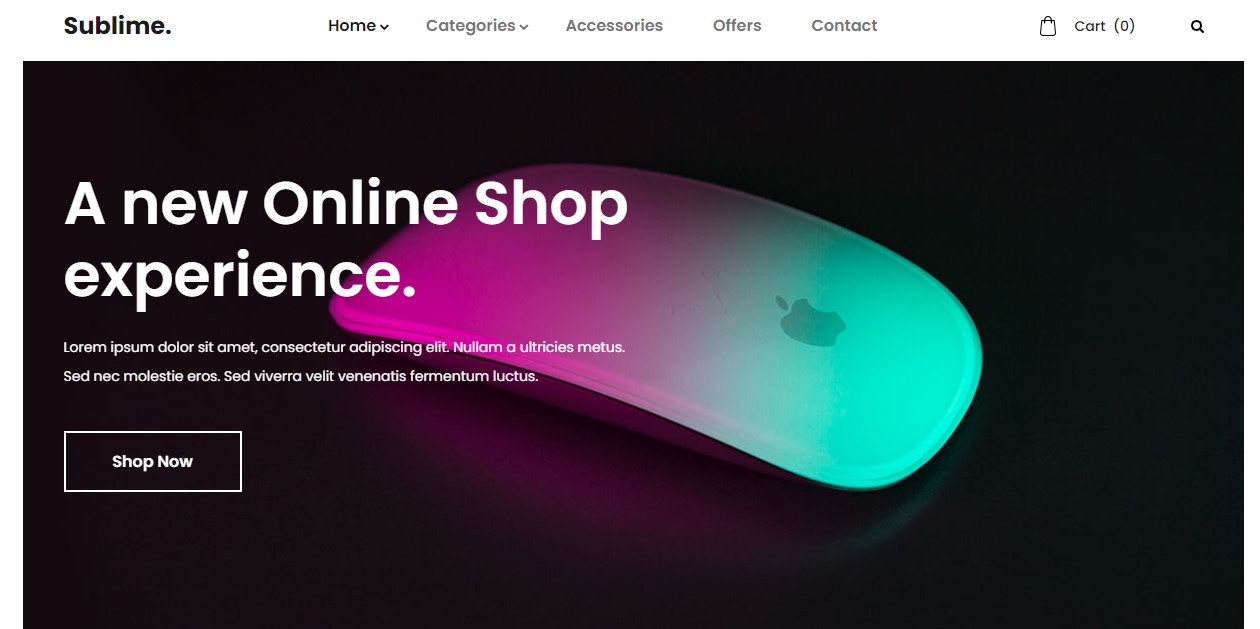 Sublime.
Home
Categories
Accessories
Offers
Contact
Cart (0)
A new Online Shop
experience.
Lorem ipsum dolor sit amet, consectetur adipiscing elit. Nullam a ultricies metus.
Sed nec molestie eros. Sed viverra velit venenatis fermentum luctus.
Shop Now